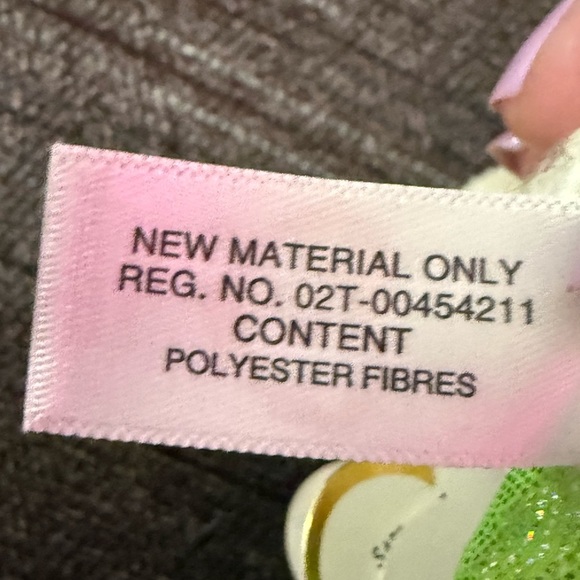 NEW MATERIAL ONLY
REG. NO. 02T-00454211
CONTENT
POLYESTER FIBRES